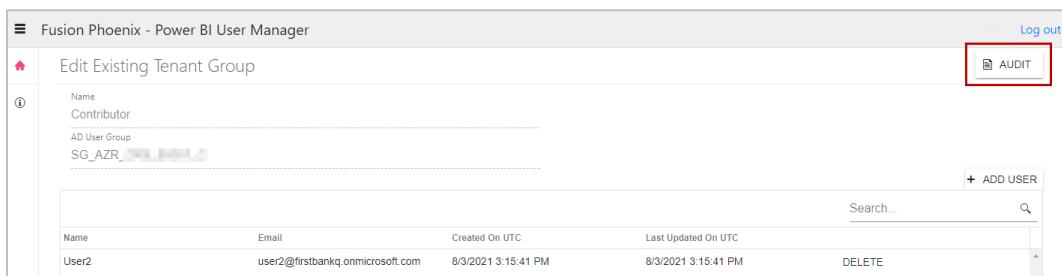 Fusion Phoenix - Power BI User Manager Log out
Edit Existing Tenant Group AUDIT
Name
Contributor
AD User Group
SG_AZR_
+ ADD USER
Search...
Name Email Created On UTC Last Updated On UTC
User2 user2@firstbankq.onmicrosoft.com 8/3/2021 3:15:41 PM 8/3/2021 3:15:41 PM DELETE